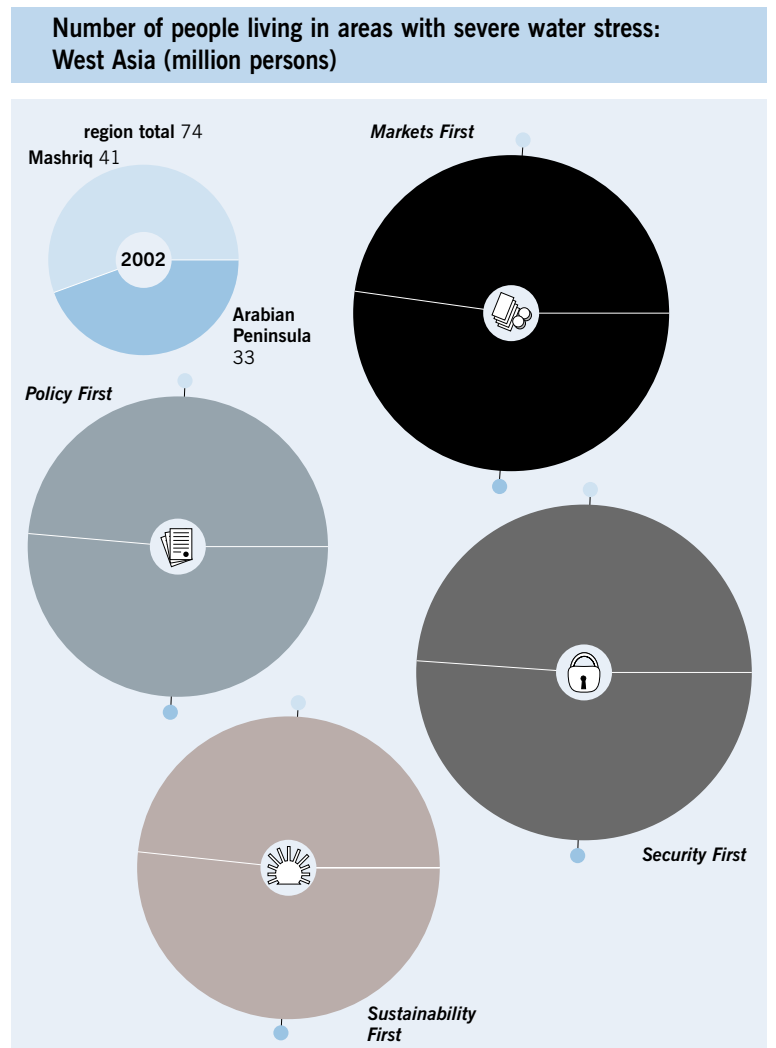 Number of people living in areas with severe water stress:
West Asia (million persons)
region total 74
Mashriq 41
2002
Arabian
Peninsula
33
Markets First
Policy First
Security First
Sustainability
First